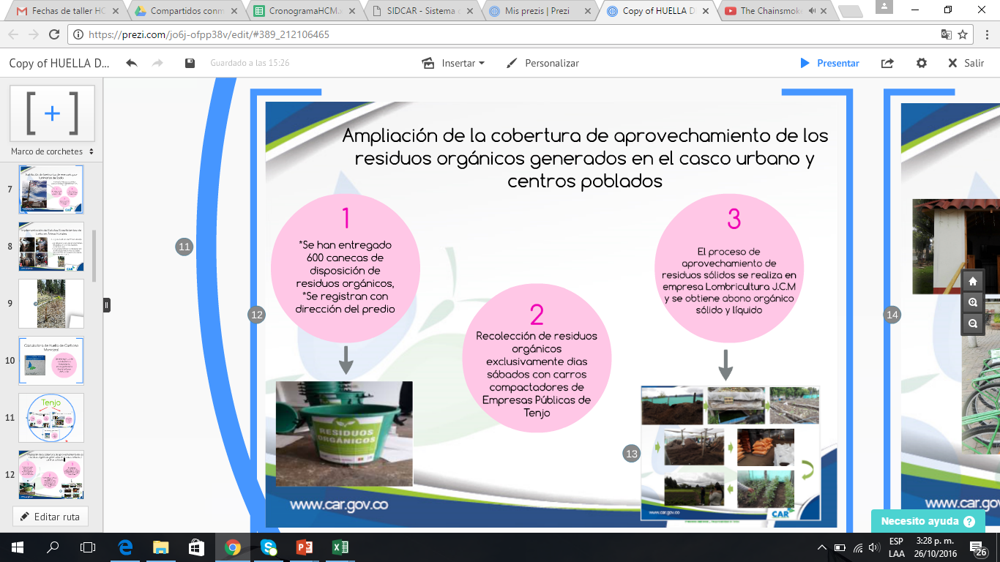 Fechas de taller HC
Compartidos conm
CronogramaHCM.x
SIDCAR - Sistema d
Mis prezis | Prezi
Copy of HUELLA D
The Chainsmok
https://prezi.com/jo6j-ofpp38v/edit/#389_212106465
Copy of HUELLA D...
Guardado a las 15:26
Insertar
Personalizar
Presentar
Salir
Marco de corchetes
7
8
9
10
Calculadora de Huella de Carbono
Municipal
11
Tenjo
12
Editar ruta
11
12
13
14
Ampliación de la cobertura de aprovechamiento de los
residuos orgánicos generados en el casco urbano y
centros poblados
1
*Se han entregado
600 canecas de
disposición de
residuos orgánicos,
*Se registran con
dirección del predio
2
Recolección de residuos
orgánicos
exclusivamente dias
sábados con carros
compactadores de
Empresas Públicas de
Tenjo
3
El proceso de
aprovechamiento de
residuos sólidos se realiza en
empresa Lombricultura J.C.M
y se obtiene abono orgánico
sólido y líquido
RESIDUOS
ORGÁNICOS
www.car.gov.co
www.car.gov.co
CAR
www.gov.co
Necesito ayuda ?
ESP
LAA
3:28 p. m.
26/10/2016
26